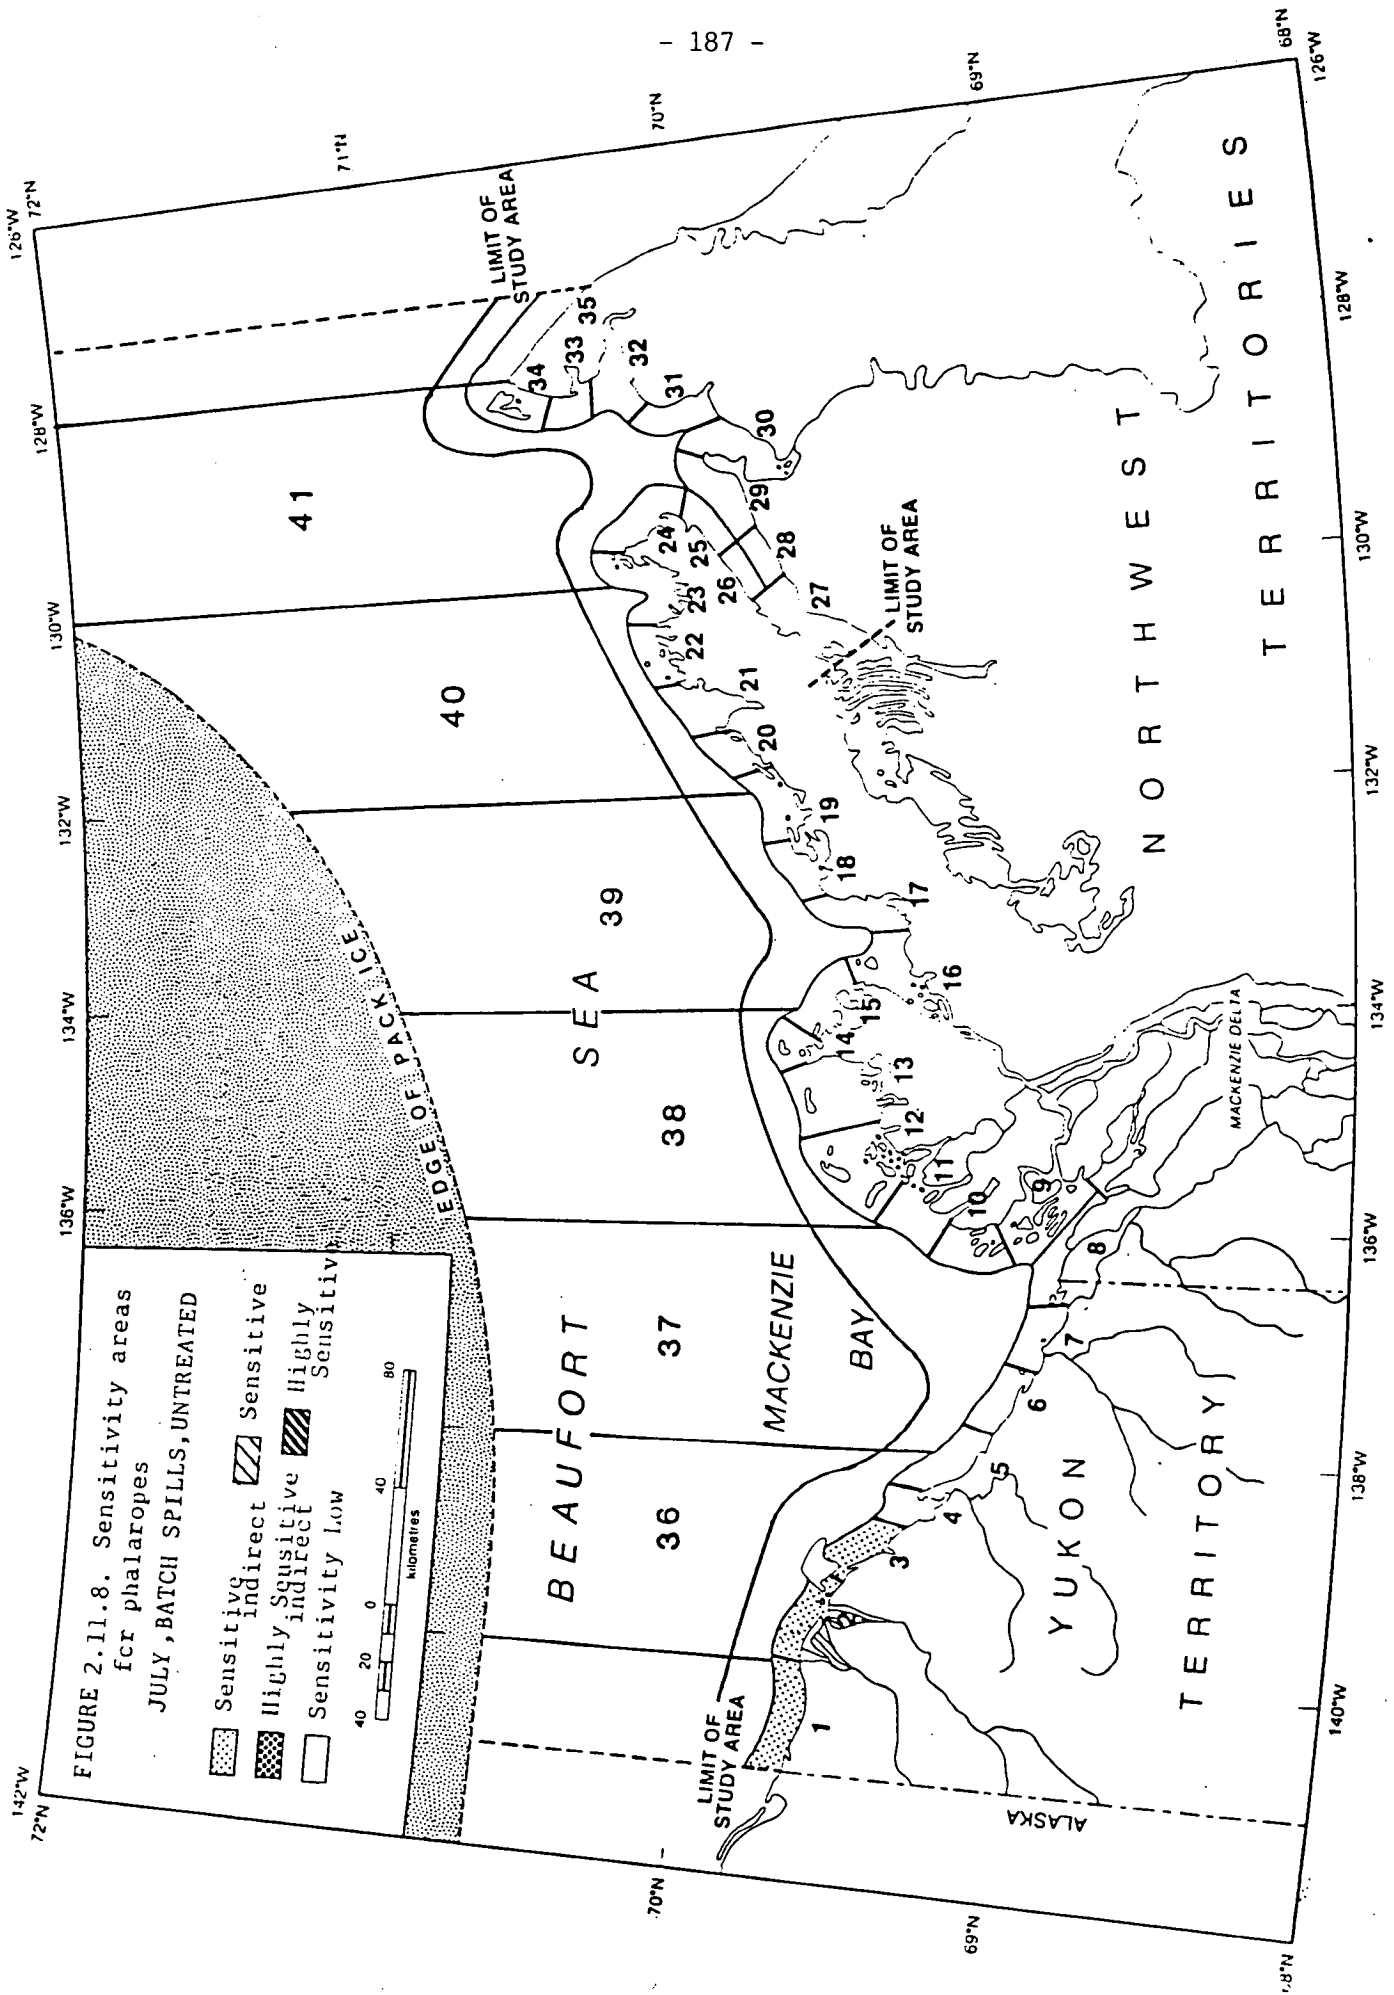 - 187 -
FIGURE 2.11.8. Sensitivity areas
for phalaropes
JULY, BATCH SPILLS, UNTREATED
Sensitive indirect
Sensitive
Highly Sensitive indirect
Highly Sensitive
Sensitivity Low
40 20 0 40 80
kilometres
142°W
72°N
136°W
134°W
132°W
130°W
128°W
126°W
72°N
71°N
70°N
69°N
68°N
126°W
128°W
130°W
132°W
134°W
136°W
138°W
140°W
70°N
69°N
EDGE OF PACK ICE
BEAUFORT SEA
MACKENZIE
BAY
36
37
38
39
40
41
LIMIT OF
STUDY AREA
LIMIT OF
STUDY AREA
LIMIT OF
STUDY AREA
1
2
3
4
5
6
7
8
9
10
11
12
13
14
15
16
17
18
19
20
21
22
23
24
25
26
27
28
29
30
31
32
33
34
35
ALASKA
YUKON
TERRITORY
MACKENZIE DELTA
NORTHWEST
TERRITORIES